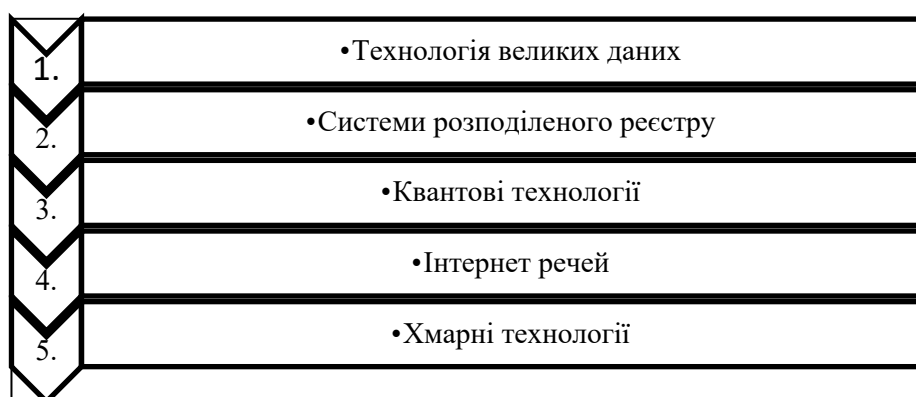 1. •Технологія великих даних
2. •Системи розподіленого реєстру
3. •Квантові технології
4. •Інтернет речей
5. •Хмарні технології